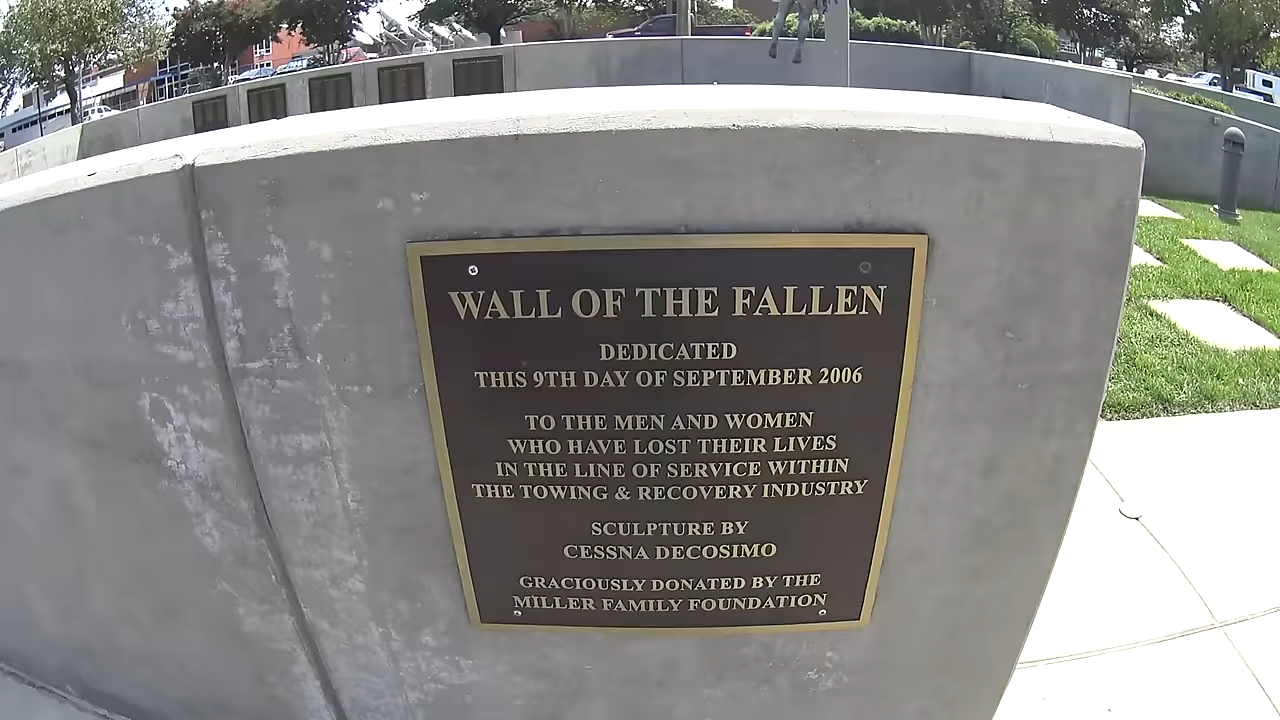 WALL OF THE FALLEN
DEDICATED
THIS 9TH DAY OF SEPTEMBER 2006
TO THE MEN AND WOMEN
WHO HAVE LOST THEIR LIVES
IN THE LINE OF SERVICE WITHIN
THE TOWING & RECOVERY INDUSTRY
SCULPTURE BY
CESSNA DECOSIMO
GRACIOUSLY DONATED BY THE
MILLER FAMILY FOUNDATION